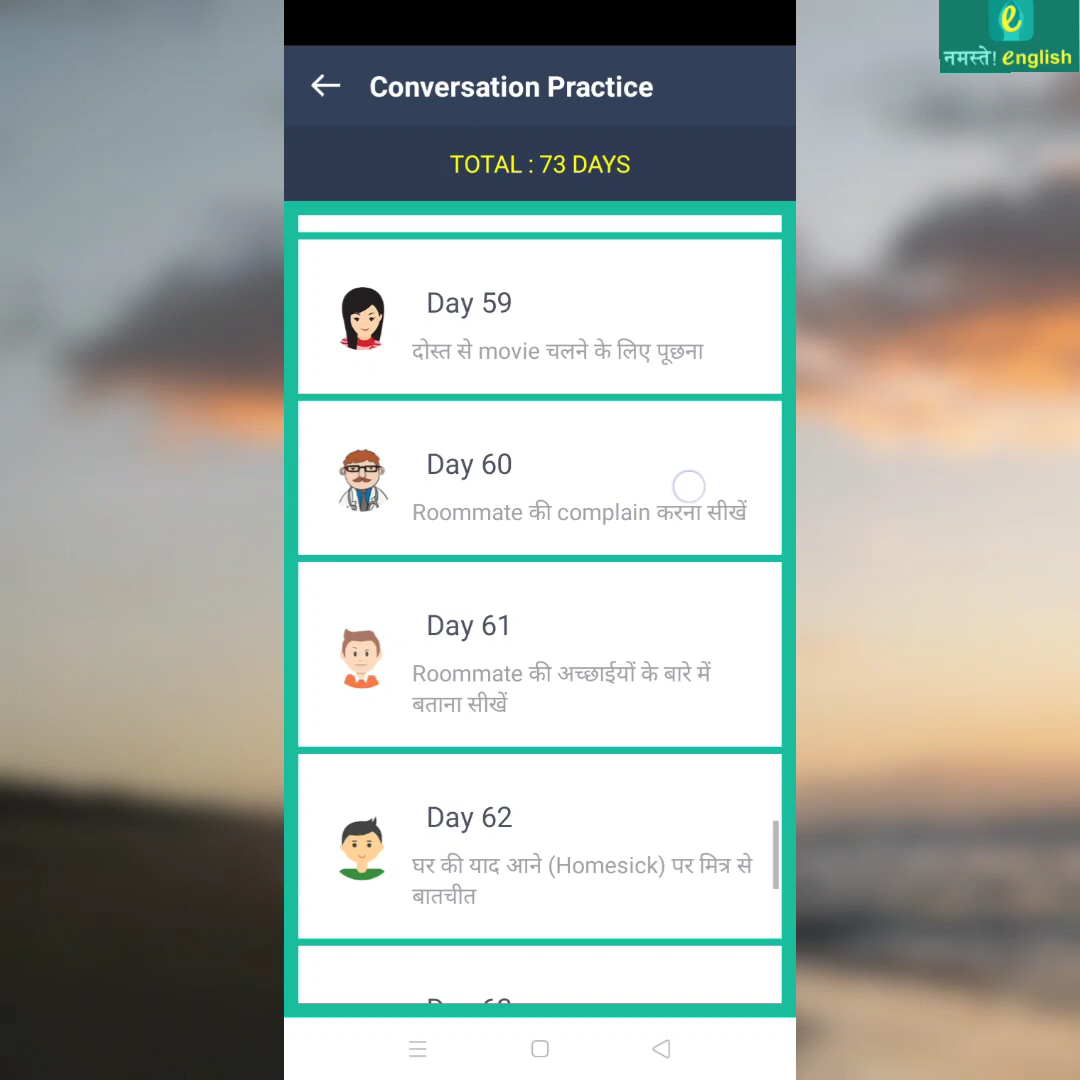 नमस्ते! english
Conversation Practice
TOTAL : 73 DAYS
Day 59
दोस्त से movie चलने के लिए पूछना
Day 60
Roommate की complain करना सीखें
Day 61
Roommate की अच्छाईयों के बारे में
बताना सीखें
Day 62
घर की याद आने (Homesick) पर मित्र से
बातचीत